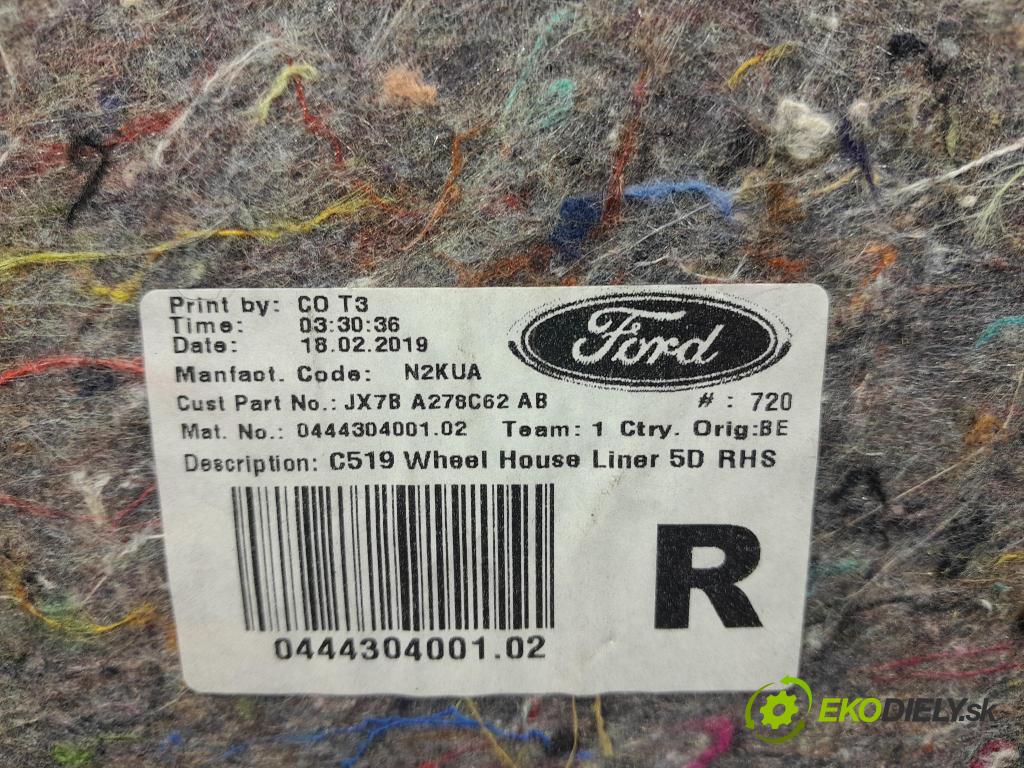 Print by: CO T3
Time: 03:30:36
Date: 18.02.2019
Ford
Manfact. Code: N2KUA
Cust Part No.: JX7B A278C62 AB #: 720
Mat. No.: 0444304001.02 Team: 1 Ctry. Orig:BE
Description: C519 Wheel House Liner 5D RHS
R
0444304001.02
EKODIELY.sk